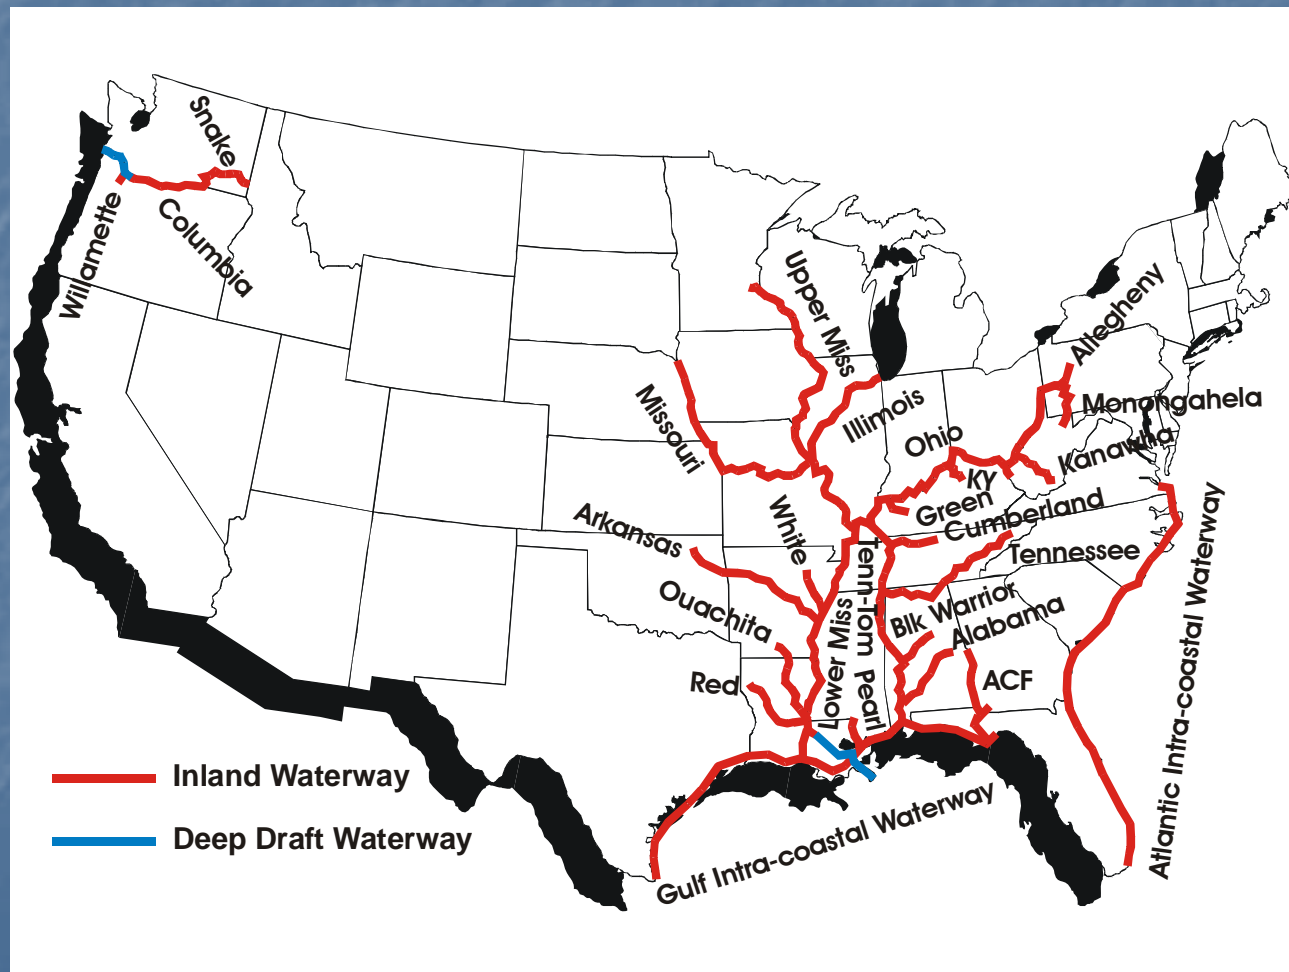 Snake
Willamette
Columbia
Upper Miss
Missouri
Illimois
Allegheny
Monongahela
Ohio
Kanawha
KY
Green
Cumberland
Tennessee
White
Arkansas
Ouachita
Red
Lower Miss
Tenn-Tom
Pearl
Blk Warrior
Alabama
ACF
Atlantic Intra-coastal Waterway
Gulf Intra-coastal Waterway
Inland Waterway
Deep Draft Waterway